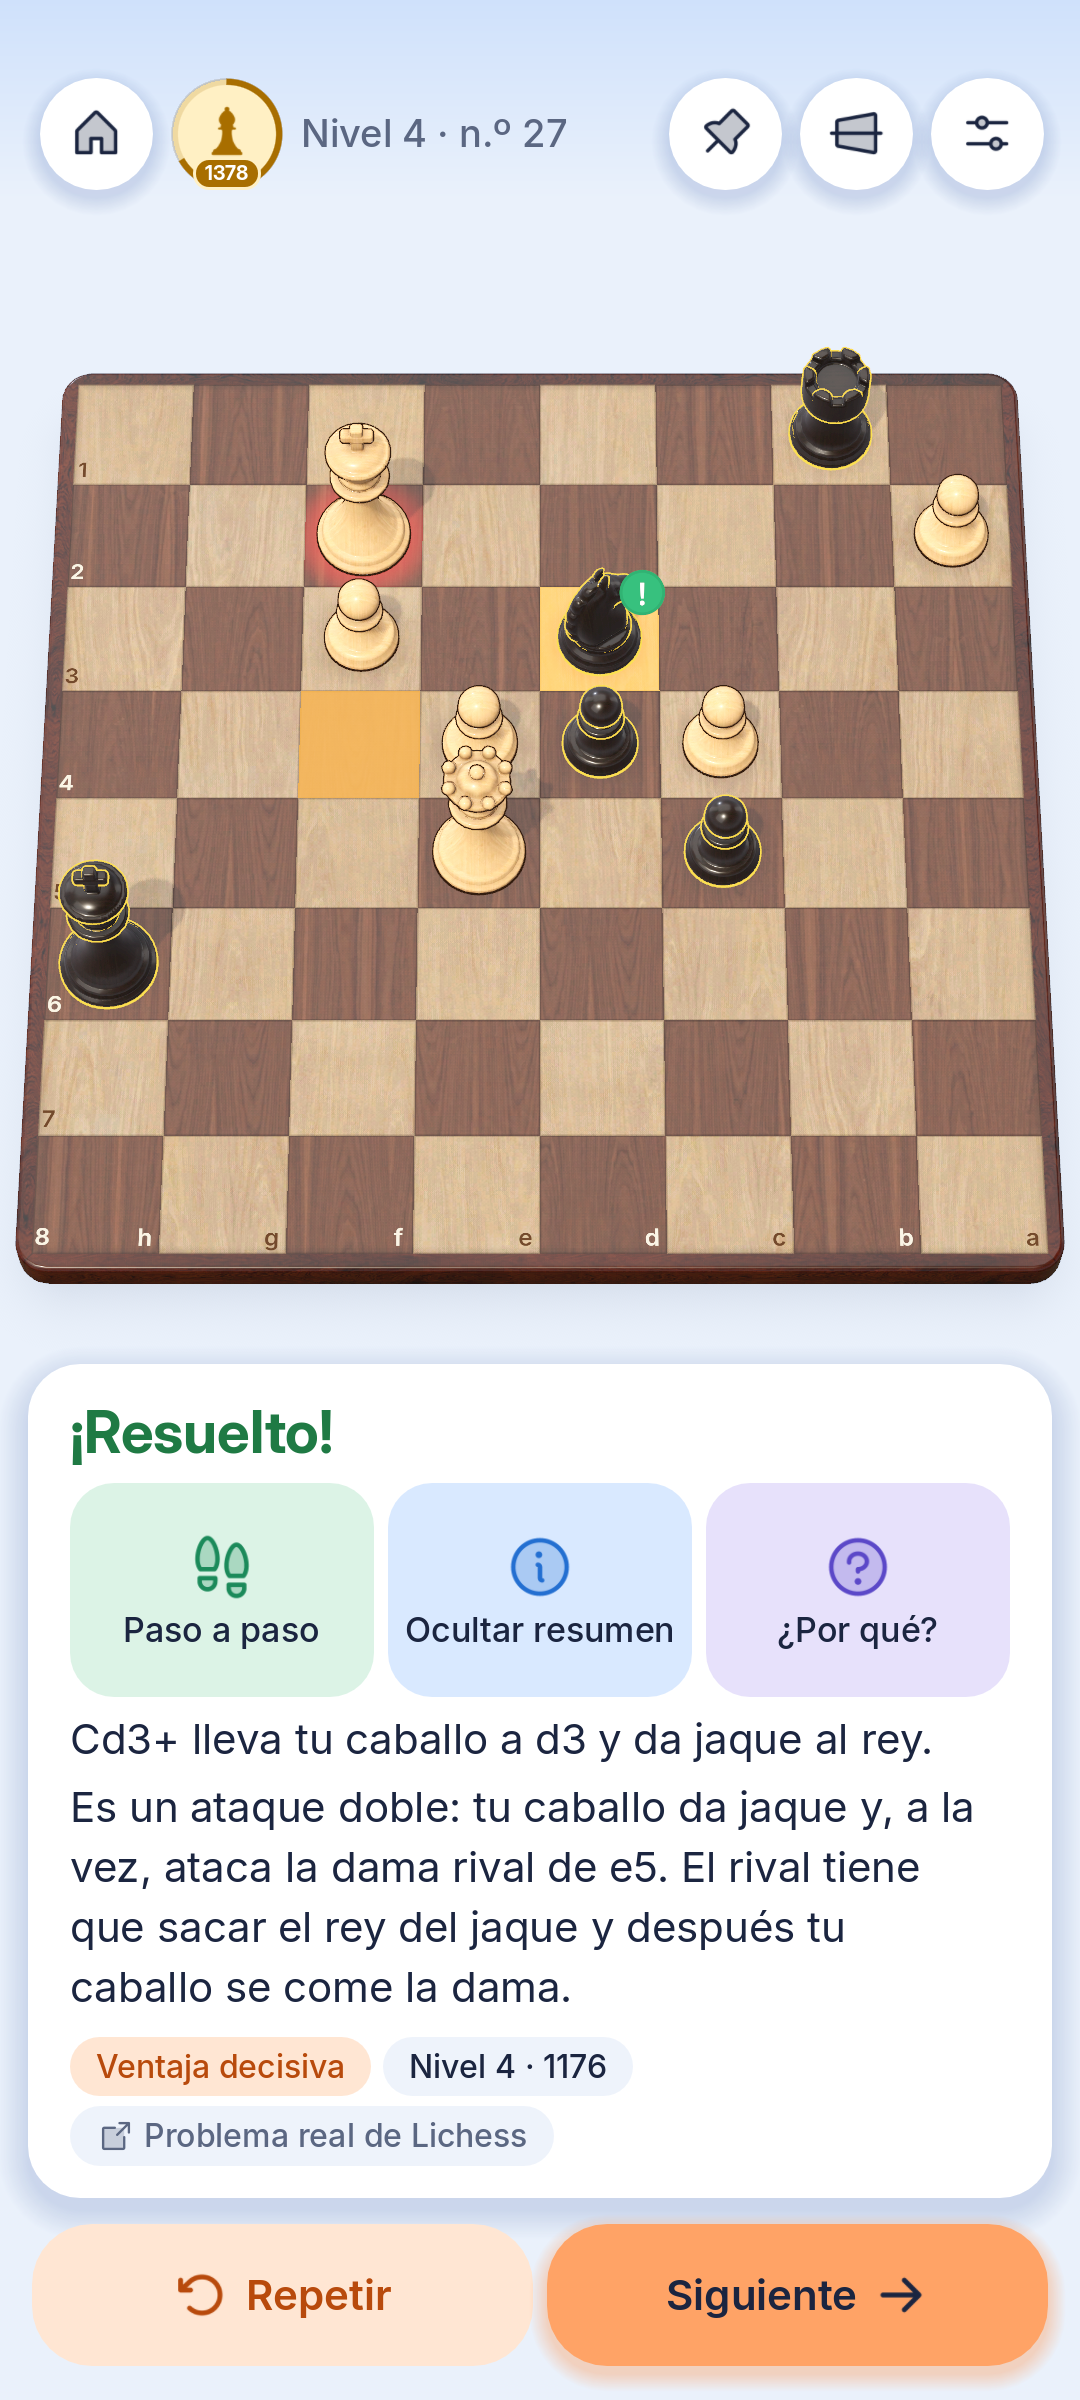 1378
Nivel 4 · n.º 27
1
2
3
4
6
7
8 h g f e d c b a
¡Resuelto!
Paso a paso
Ocultar resumen
¿Por qué?
Cd3+ lleva tu caballo a d3 y da jaque al rey.
Es un ataque doble: tu caballo da jaque y, a la
vez, ataca la dama rival de e5. El rival tiene
que sacar el rey del jaque y después tu
caballo se come la dama.
Ventaja decisiva
Nivel 4 · 1176
Problema real de Lichess
Repetir
Siguiente